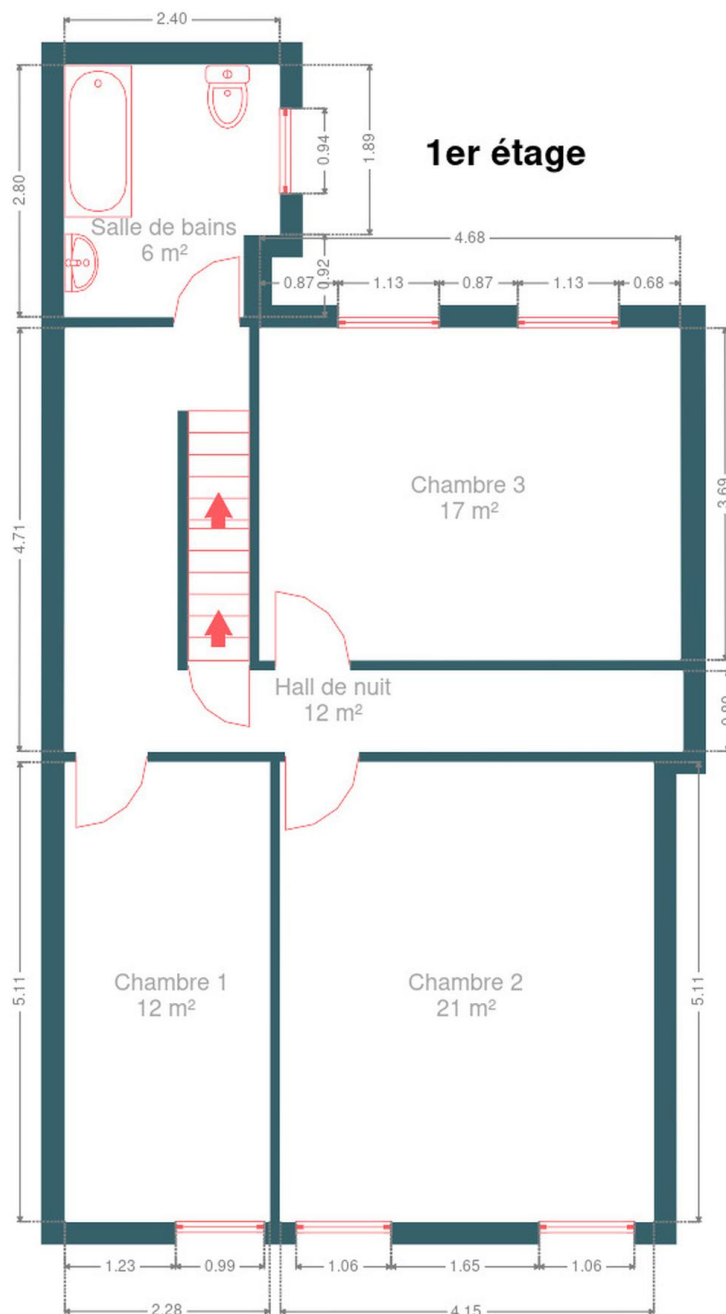 2.40
1er étage
2.80
0.94
1.89
Salle de bains
6 m²
4.68
0.92
0.87
1.13
0.87
1.13
0.68
4.71
Chambre 3
17 m²
3.69
Hall de nuit
12 m²
5.11
Chambre 1
12 m²
Chambre 2
21 m²
5.11
1.23
0.99
1.06
1.65
1.06
2.28
4.15